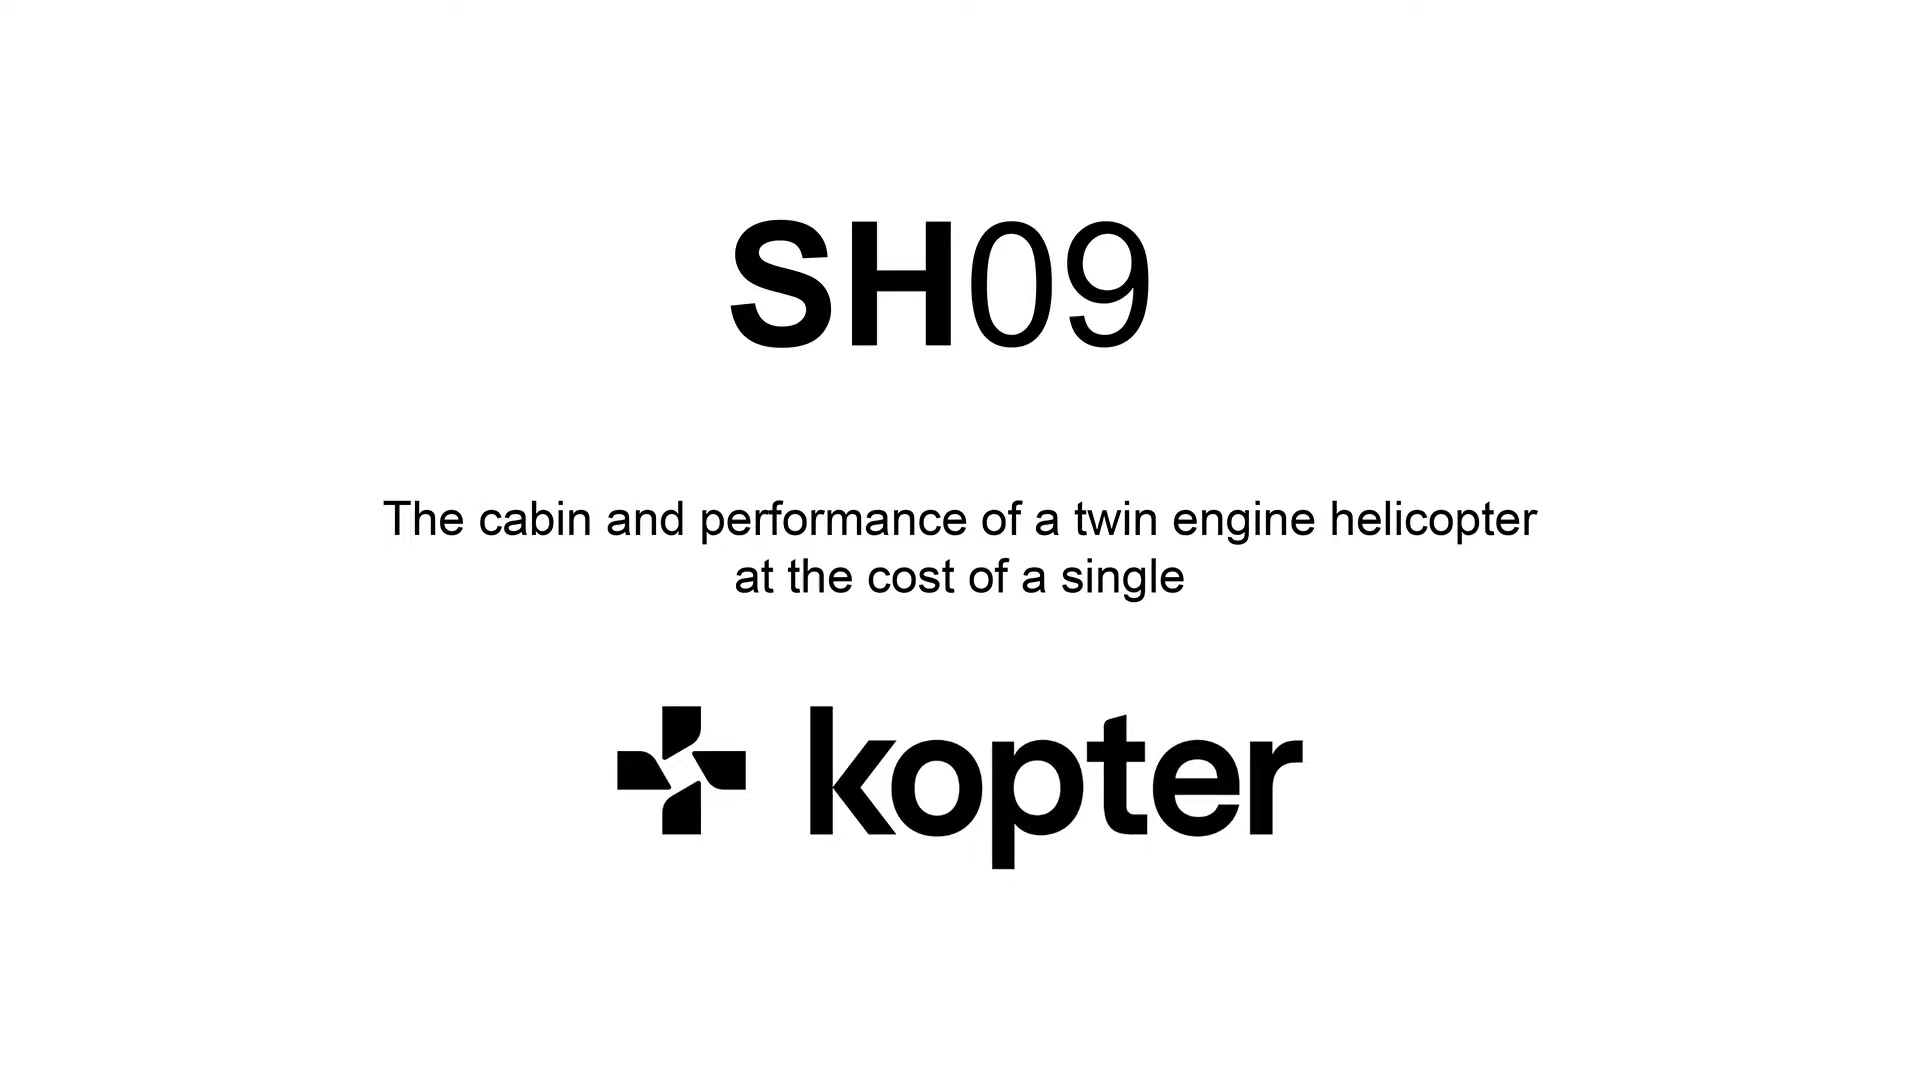 SH09
The cabin and performance of a twin engine helicopter
at the cost of a single
kopter